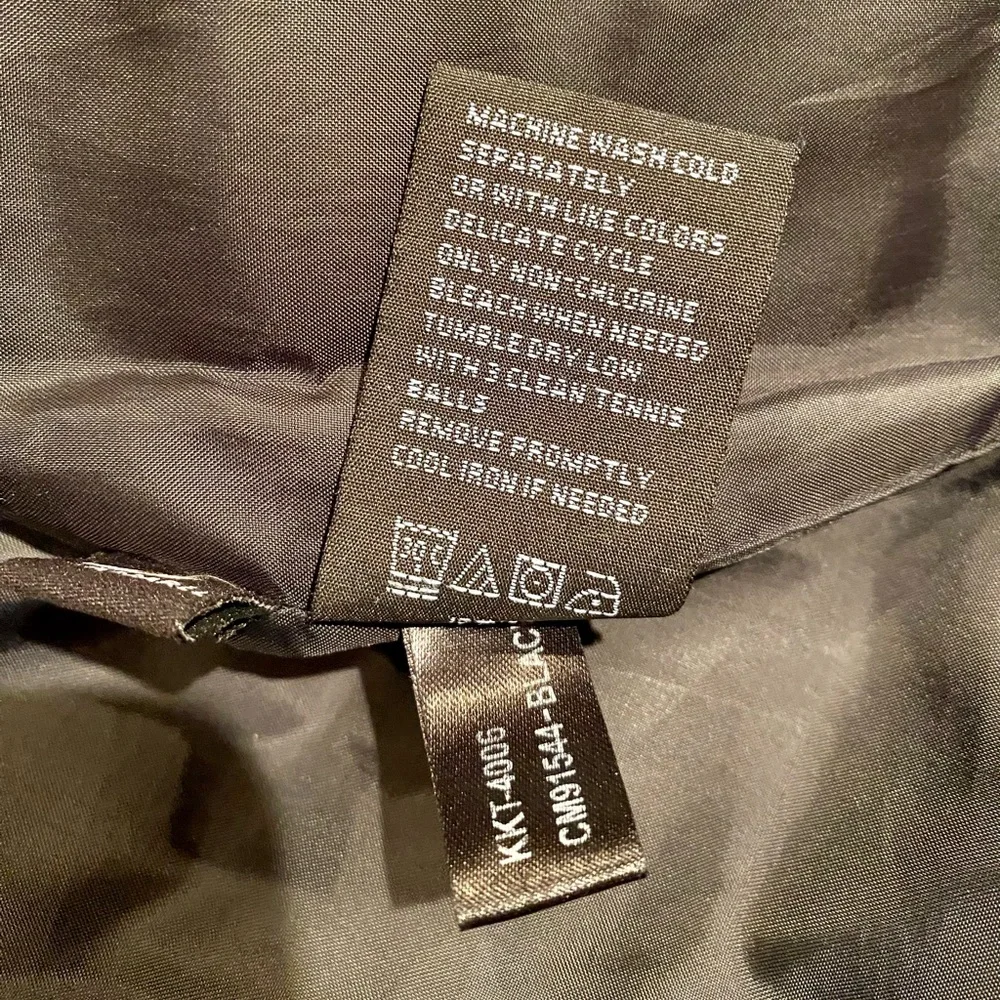 MACHINE WASH COLD
SEPARATELY
OR WITH LIKE COLORS
DELICATE CYCLE
ONLY NON-CHLORINE
BLEACH WHEN NEEDED
TUMBLE DRY LOW
WITH 3 CLEAN TENNIS
BALLS
REMOVE PROMPTLY
COOL IRON IF NEEDED
KKT-4006
CM91544-BLAC